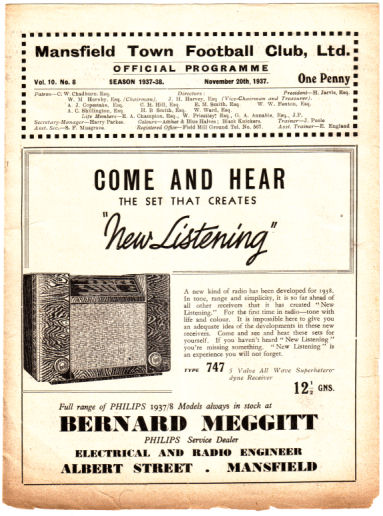 Mansfield Town Football Club, Ltd.
OFFICIAL PROGRAMME
Vol. 10. No. 8 SEASON 1937-38. November 20th, 1937. One Penny
Patron—C. W. Chadburn Esq. Directors: President—H. Jarvis, Esq.
W. M. Hornby, Esq. (Chairman). J. H. Harver, Esq. (Vice-Chairman and Treasurer).
A. J. Capestake, Esq. C. R. Hill, Esq. E. M. Smith, Esq. W. W. Fenton, Esq.
A. C. Shillington, Esq. H. B. Smith, Esq. W. Ward, Esq.
Life Members—E. A. Champion, Esq., W. Priestley, Esq., G. A. Annable, Esq., J.P.
Secretary-Manager—Harry Parkes. Colours—Amber & Blue Halves; Black Knickers. Trainer—J. Poole
Asst. Sec.—S. F. Musgrave. Registered Office—Field Mill Ground Tel. No. 567. Asst. Trainer—E. England
COME AND HEAR
THE SET THAT CREATES
"New Listening"
A new kind of radio has been developed for 1938.
In tone, range and simplicity, it is so far ahead of
all other receivers that it has created "New
Listening." For the first time in radio—tone with
life and colour. It is impossible here to give you
an adequate idea of the developments in these new
receivers. Come and see and hear these sets for
yourself. If you haven't heard "New Listening"
you're missing something. "New Listening" is
an experience you will not forget.
TYPE 747 5 Valve All Wave Superhetero-
dyne Receiver
12½ GNS.
Full range of PHILIPS 1937/8 Models always in stock at
BERNARD MEGGITT
PHILIPS Service Dealer
ELECTRICAL AND RADIO ENGINEER
ALBERT STREET . MANSFIELD